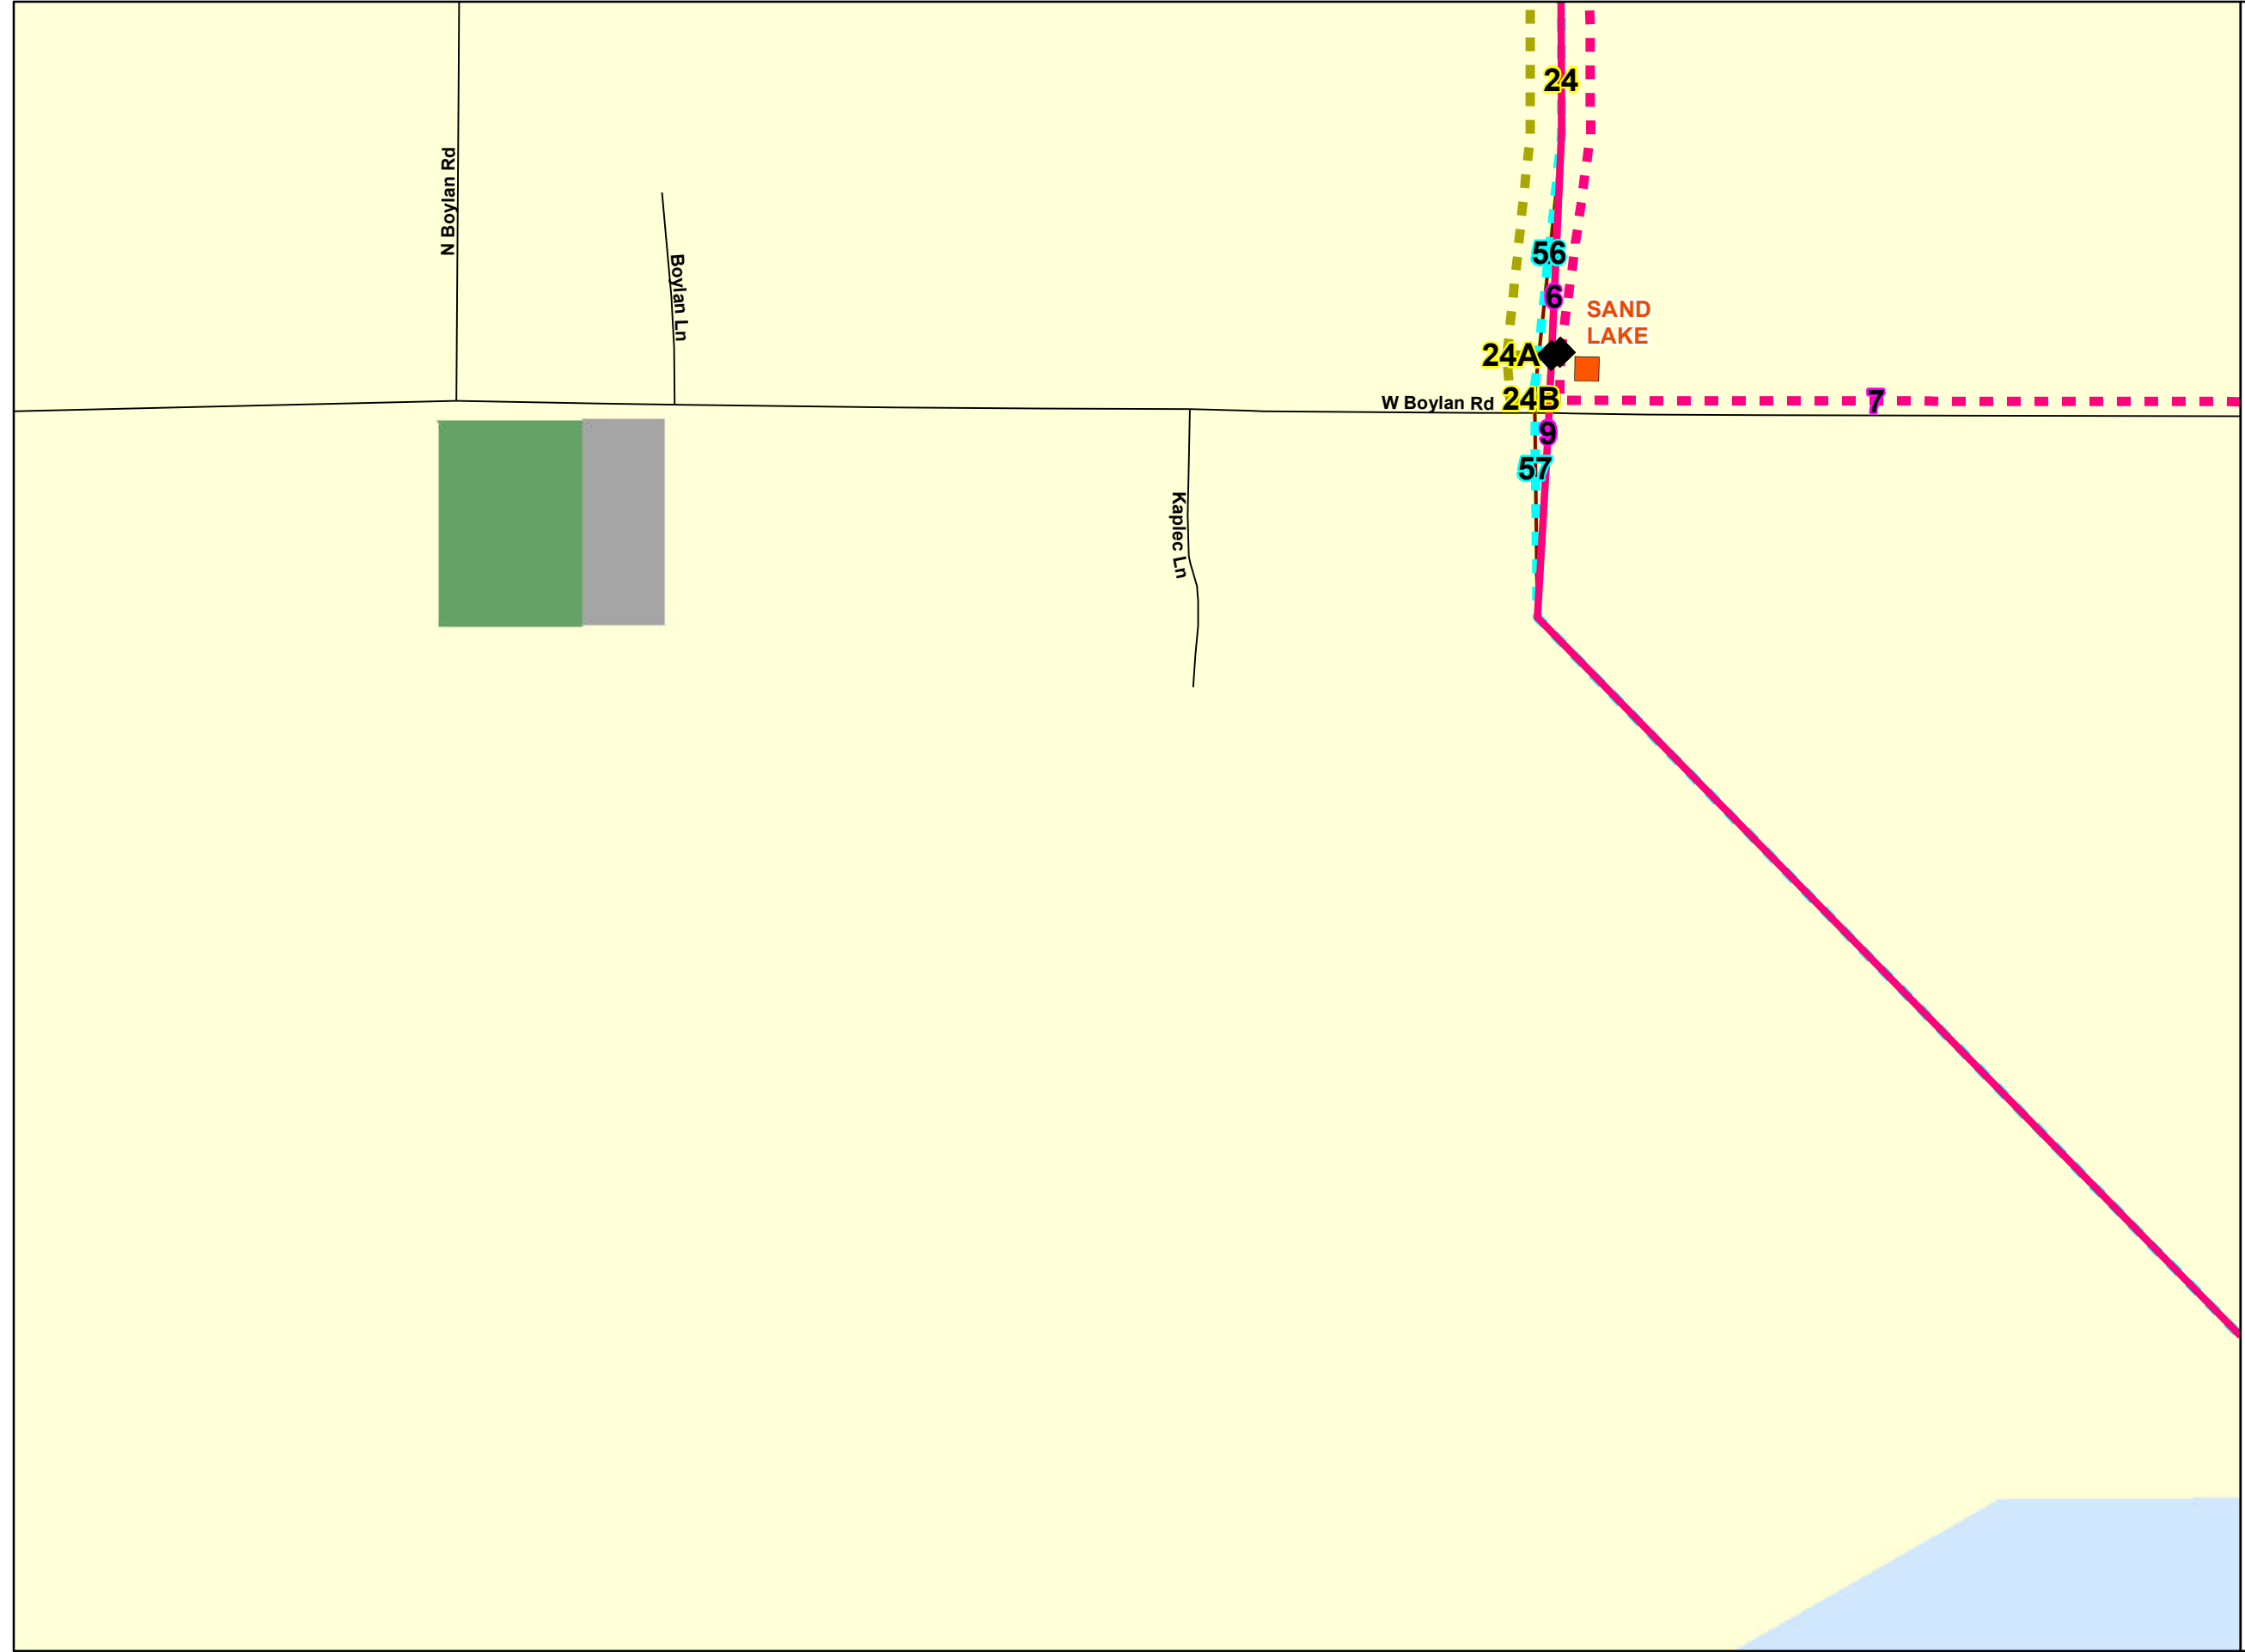 24
N Boylan Rd
Boylan Ln
56
6
SAND
LAKE
24A
W Boylan Rd
24B
7
9
57
Kaplec Ln